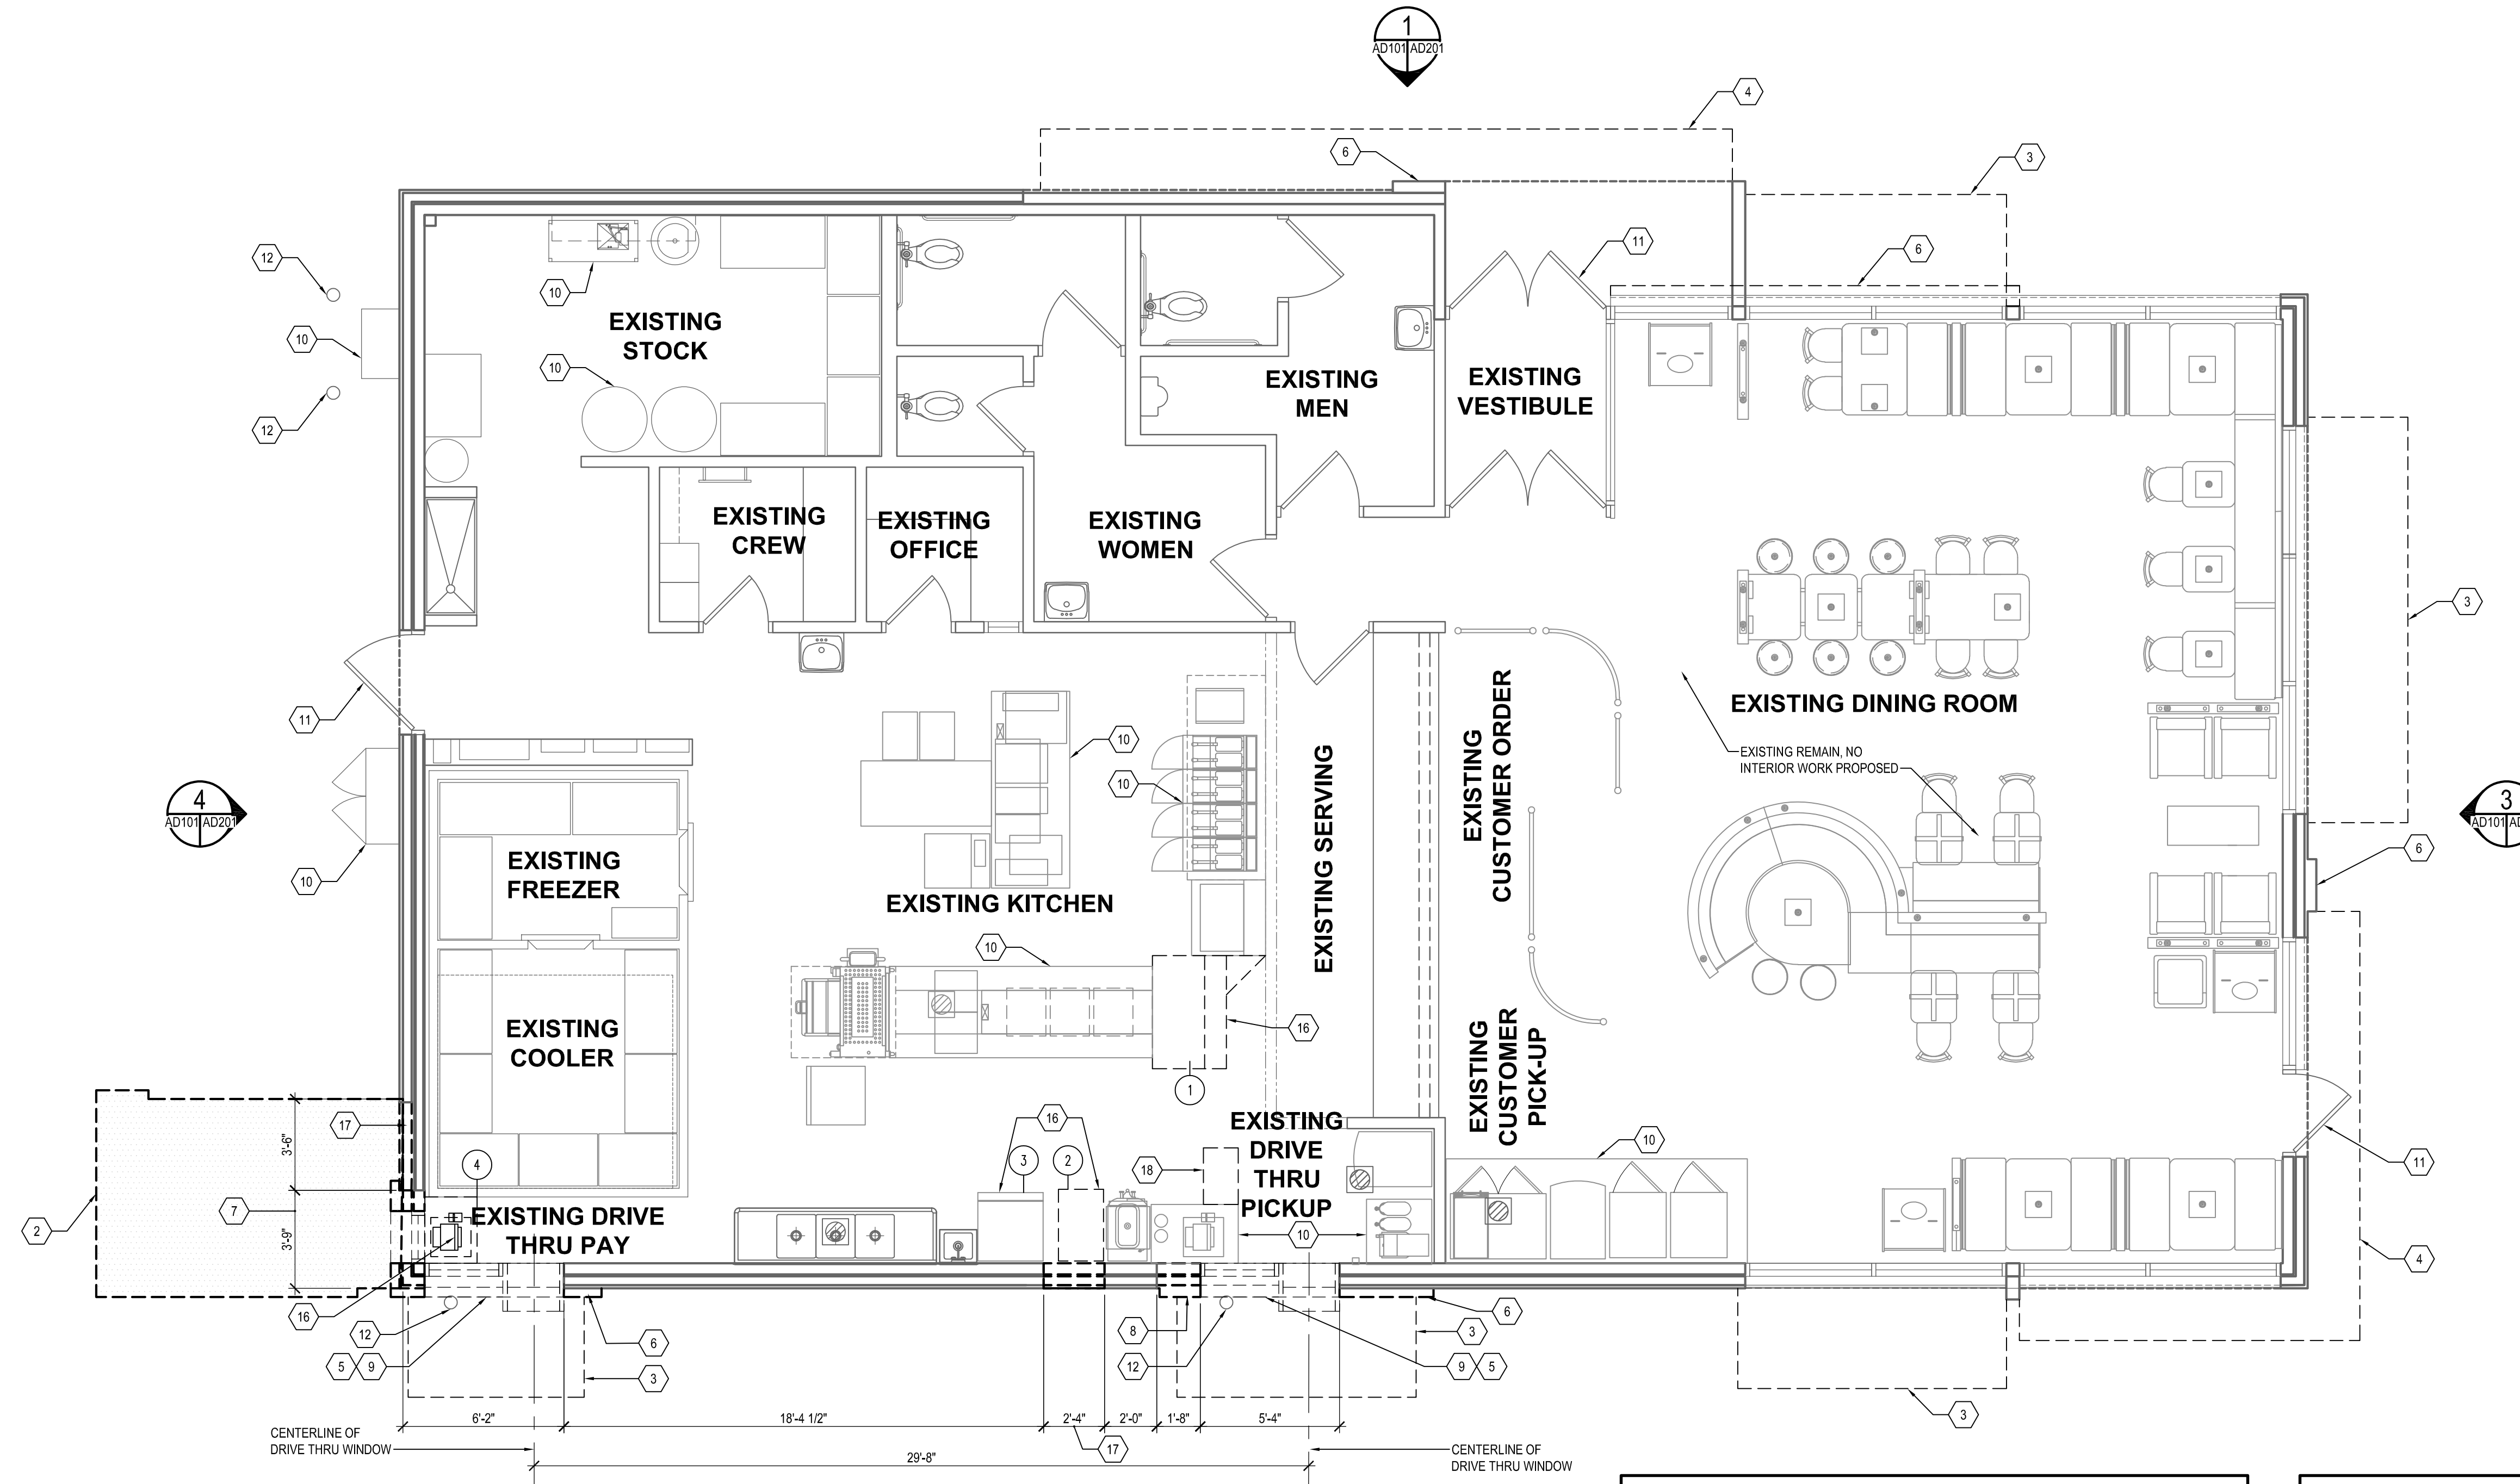 1
AD101 AD201
4
6
3
12
6
11
10
EXISTING
STOCK
10
10
12
EXISTING
MEN
EXISTING
VESTIBULE
EXISTING
CREW
EXISTING
OFFICE
EXISTING
WOMEN
3
11
10
10
EXISTING SERVING
EXISTING
CUSTOMER ORDER
EXISTING DINING ROOM
EXISTING REMAIN, NO
INTERIOR WORK PROPOSED
4
AD101 AD201
3
AD101
6
10
EXISTING
FREEZER
EXISTING KITCHEN
10
EXISTING
COOLER
16
1
EXISTING
CUSTOMER
PICK-UP
17
3'-6"
16
EXISTING
DRIVE
THRU
PICKUP
10
4
3
2
18
11
2
7
3'-9"
EXISTING DRIVE
THRU PAY
10
4
16
12
6
8
3
6
5
9
3
12
9
5
3
6'-2"
18'-4 1/2"
2'-4"
2'-0"
1'-8"
5'-4"
CENTERLINE OF
DRIVE THRU WINDOW
17
29'-8"
CENTERLINE OF
DRIVE THRU WINDOW